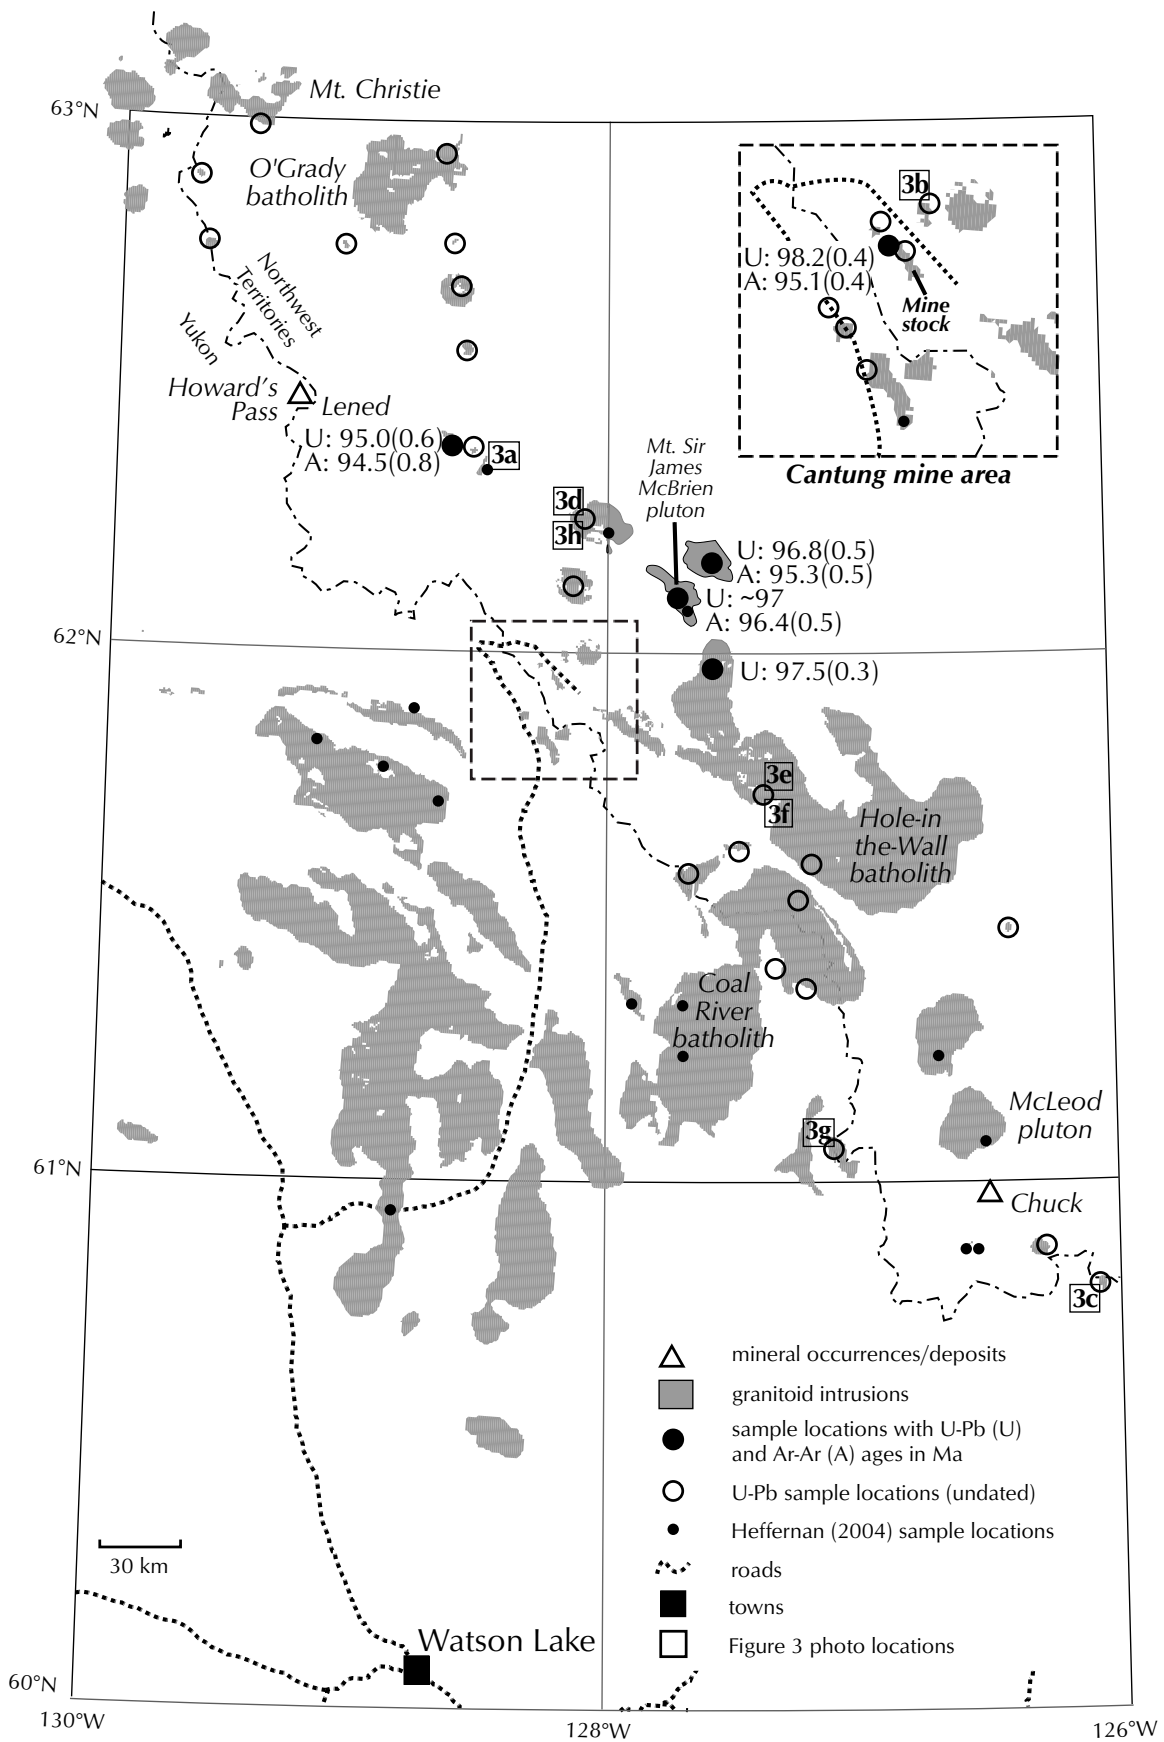 Mt. Christie
63°N
O'Grady
batholith
3b
U: 98.2(0.4)
A: 95.1(0.4)
Mine
stock
Northwest
Territories
Yukon
Howard's
Pass
Lened
U: 95.0(0.6)
A: 94.5(0.8)
3a
Cantung mine area
Mt. Sir
James
McBrien
pluton
3d
3h
U: 96.8(0.5)
A: 95.3(0.5)
U: ~97
A: 96.4(0.5)
62°N
U: 97.5(0.3)
3e
3f
Hole-in
the-Wall
batholith
Coal
River
batholith
McLeod
pluton
3g
61°N
Chuck
3c
mineral occurrences/deposits
granitoid intrusions
sample locations with U-Pb (U)
and Ar-Ar (A) ages in Ma
U-Pb sample locations (undated)
Heffernan (2004) sample locations
roads
towns
Figure 3 photo locations
30 km
Watson Lake
60°N
130°W
128°W
126°W